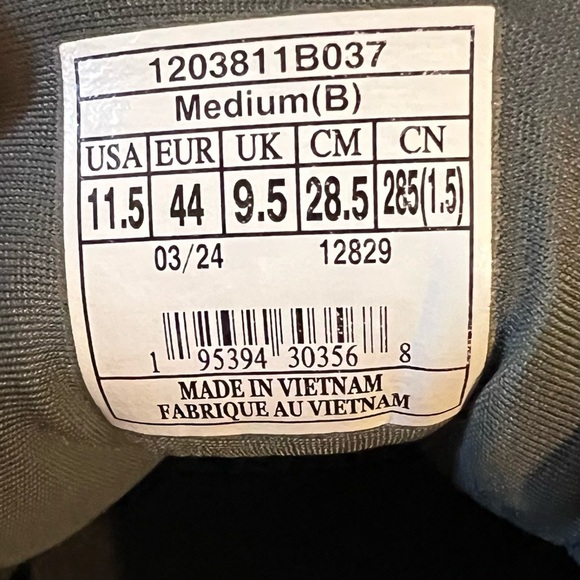 1203811B037
Medium(B)
USA EUR UK CM CN
11.5 44 9.5 28.5 285(1.5)
03/24 12829
1 95394 30356 8
MADE IN VIETNAM
FABRIQUE AU VIETNAM